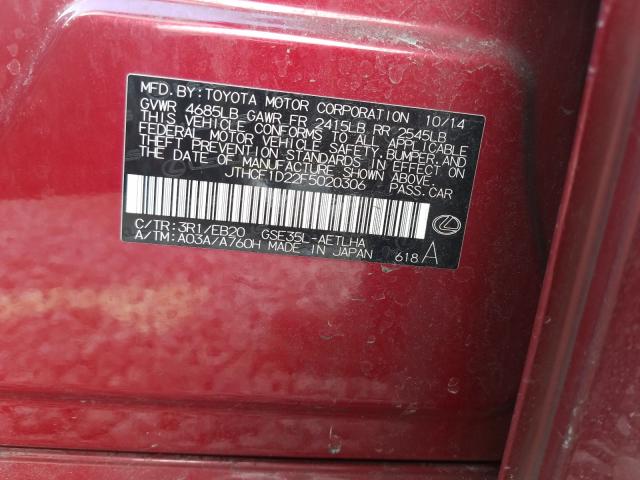 MFD.BY:TOYOTA MOTOR CORPORATION 10/14
GVWR 4685LB GAWR FR 2415LB RR 2545LB
THIS VEHICLE CONFORMS TO ALL APPLICABLE
FEDERAL MOTOR VEHICLE SAFETY,BUMPER,AND
THEFT PREVENTION STANDARDS IN EFFECT ON
THE DATE OF MANUFACTURE SHOWN ABOVE.
JTHCF1D22F5020306 PASS.CAR
C/TR:3R1/EB20 GSE35L-AETLHA
A/TM:A03A/A760H MADE IN JAPAN 618 A